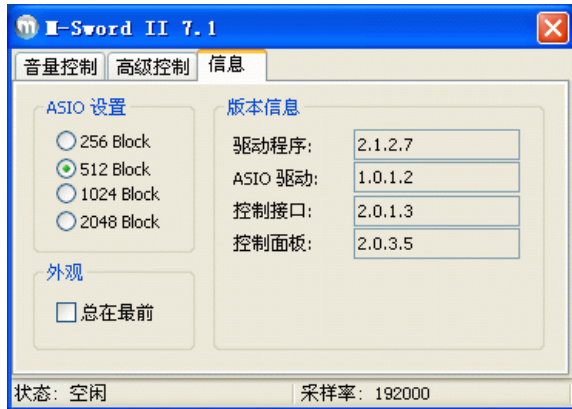 M-Sword II 7.1
音量控制 高级控制 信息
ASIO 设置
256 Block
512 Block
1024 Block
2048 Block
外观
总在最前
版本信息
驱动程序: 2.1.2.7
ASIO 驱动: 1.0.1.2
控制接口: 2.0.1.3
控制面板: 2.0.3.5
状态: 空闲 采样率: 192000